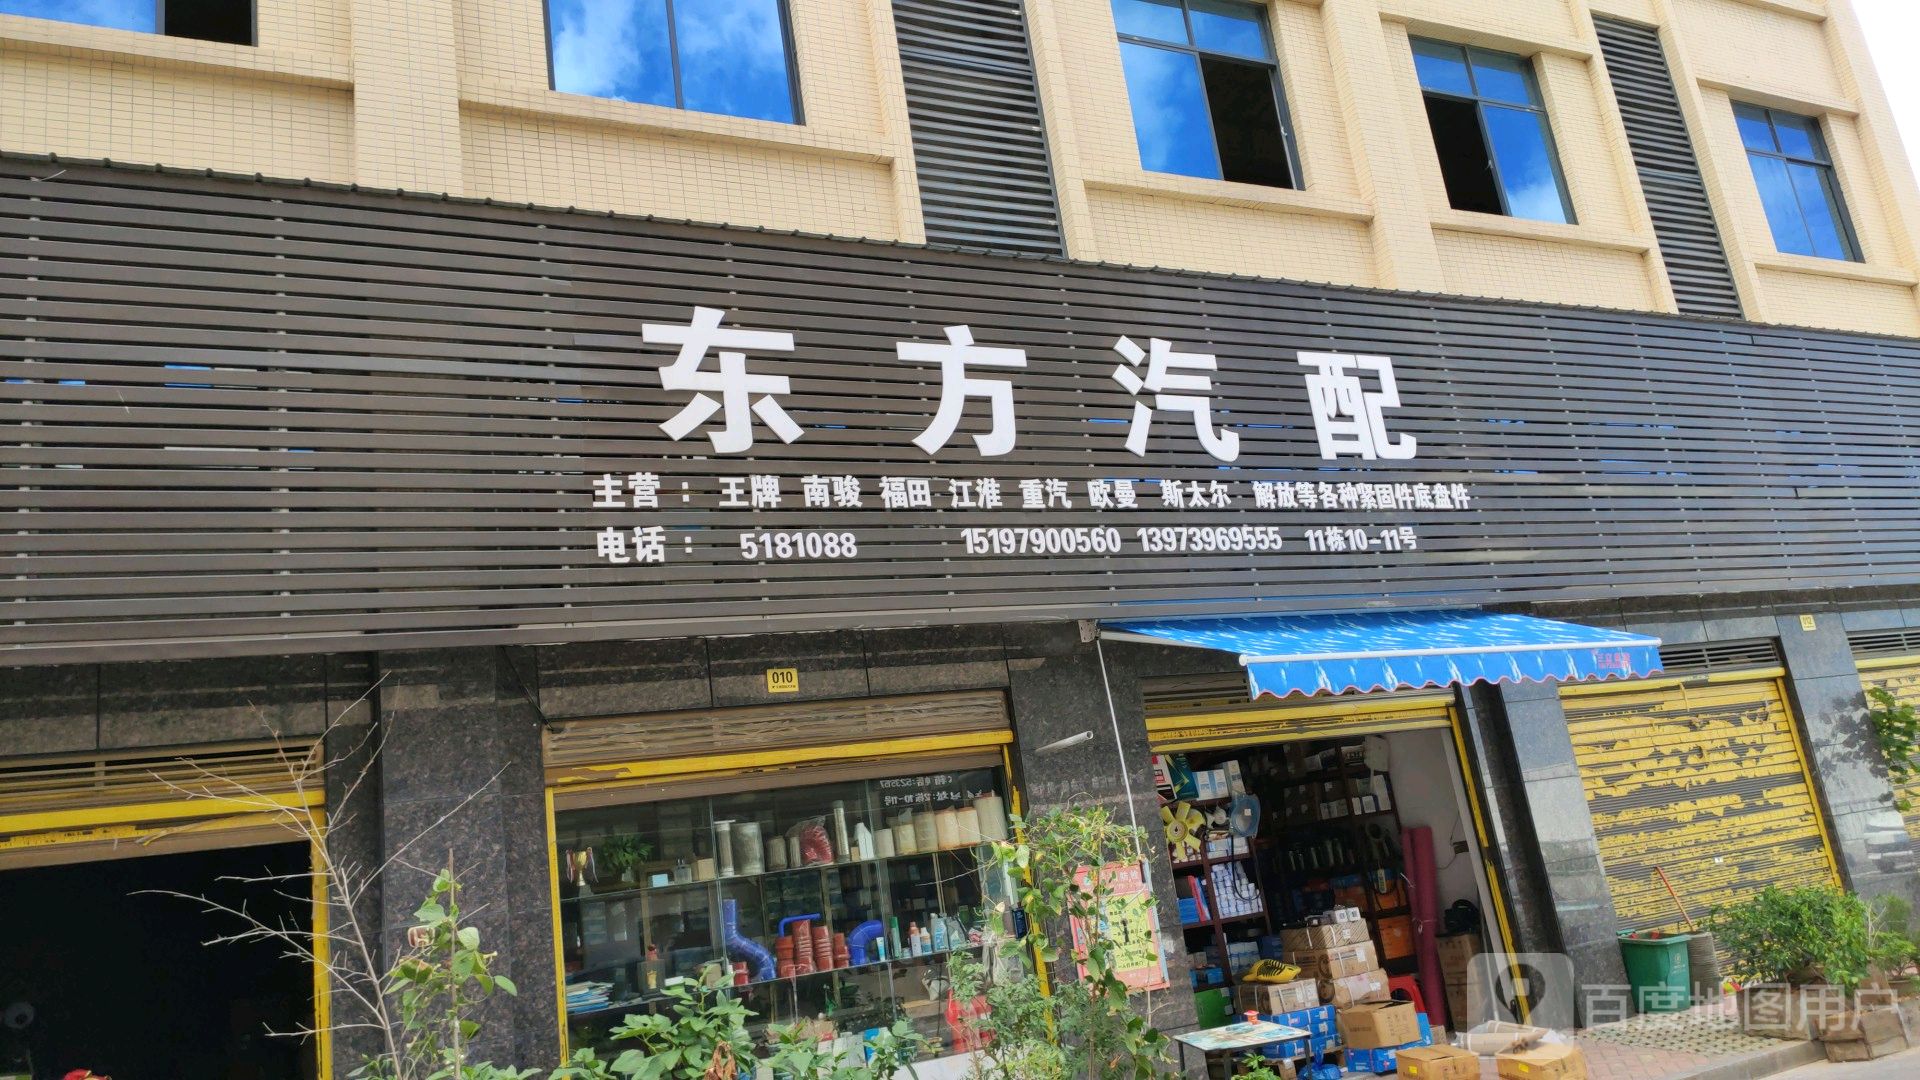 东方汽配
主营： 王牌 南骏 福田 江淮 重汽 欧曼 斯太尔 解放等各种紧固件底盘件
电话： 5181088 15197900560 13973969555 11栋10-11号
010
012
百度地图用户